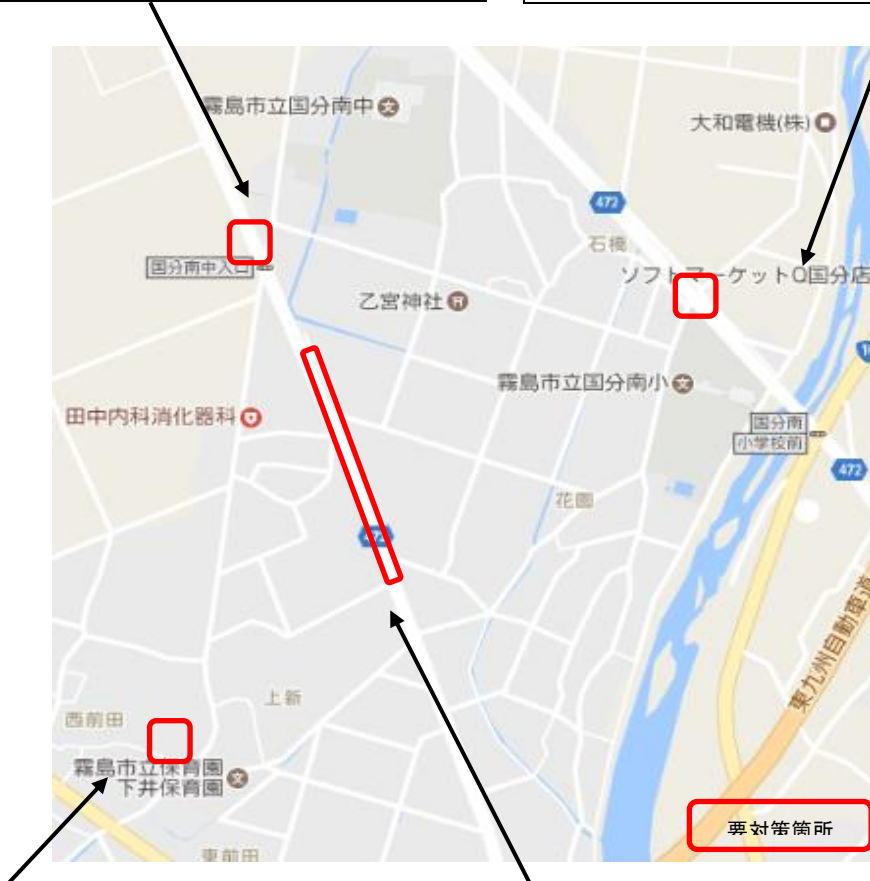 霧島市立国分南中
大和電機(株)
472
石橋
国分南中入口
ソフトマーケットQ国分店
乙宮神社
霧島市立国分南小
田中内科消化器科
国分南
小学校前
472
花園
東九州自動車道
上新
西前田
霧島市立保育園
下井保育園
要対策箇所
東前田